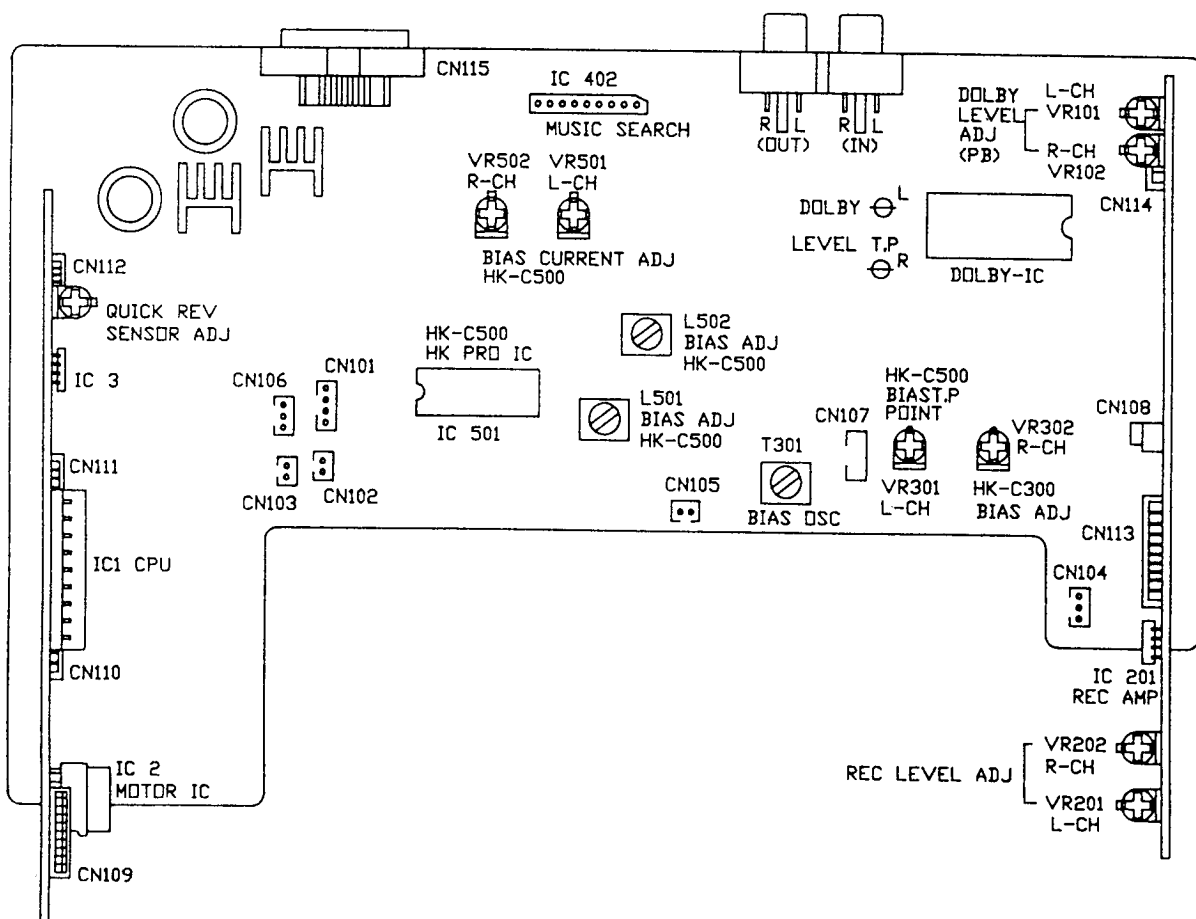 CN115
IC 402
MUSIC SEARCH
R L
(OUT)
R L
(IN)
DOLBY
LEVEL
ADJ
(PB)
L-CH
VR101
R-CH
VR102
CN114
VR502
R-CH
VR501
L-CH
BIAS CURRENT ADJ
HK-C500
DOLBY
L
LEVEL T.P
R
DOLBY-IC
CN112
QUICK REV
SENSOR ADJ
IC 3
CN106
CN101
HK-C500
HK PRO IC
IC 501
L502
BIAS ADJ
HK-C500
L501
BIAS ADJ
HK-C500
HK-C500
BIAST.P
POINT
CN107
VR302
R-CH
CN108
CN111
CN103
CN102
T301
CN105
BIAS OSC
VR301
L-CH
HK-C300
BIAS ADJ
CN113
IC1 CPU
CN104
CN110
IC 201
REC AMP
IC 2
MOTOR IC
REC LEVEL ADJ
VR202
R-CH
VR201
L-CH
CN109